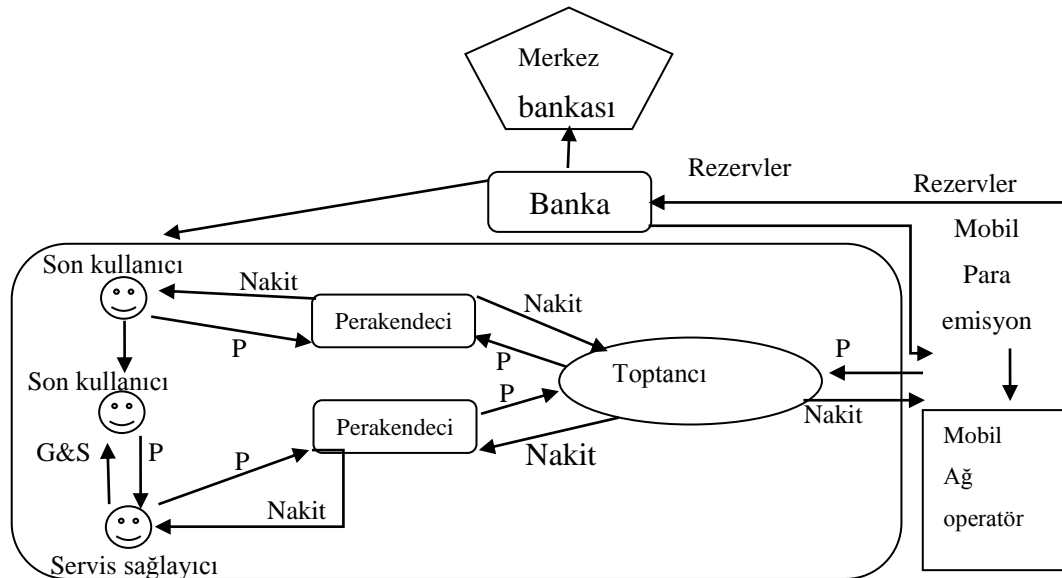 Merkez
bankası
Rezervler
Rezervler
Banka
Mobil
Para
emisyon
Son kullanıcı
Nakit
Nakit
Perakendeci
P
P
P
Son kullanıcı
Toptancı
P
Nakit
Perakendeci
G&S
P
P
Nakit
Mobil
Ağ
operatör
Nakit
Servis sağlayıcı